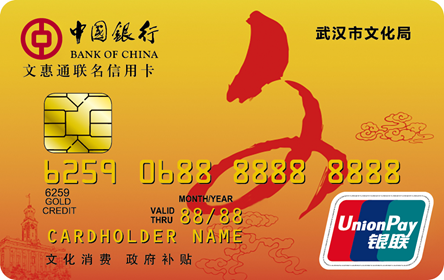 中国银行
BANK OF CHINA
文惠通联名信用卡
武汉市文化局
6259 0688 8888 8888
6259
GOLD
CREDIT
MONTH/YEAR
VALID
THRU
88/88
CARDHOLDER NAME
文化消费 政府补贴
UnionPay
银联